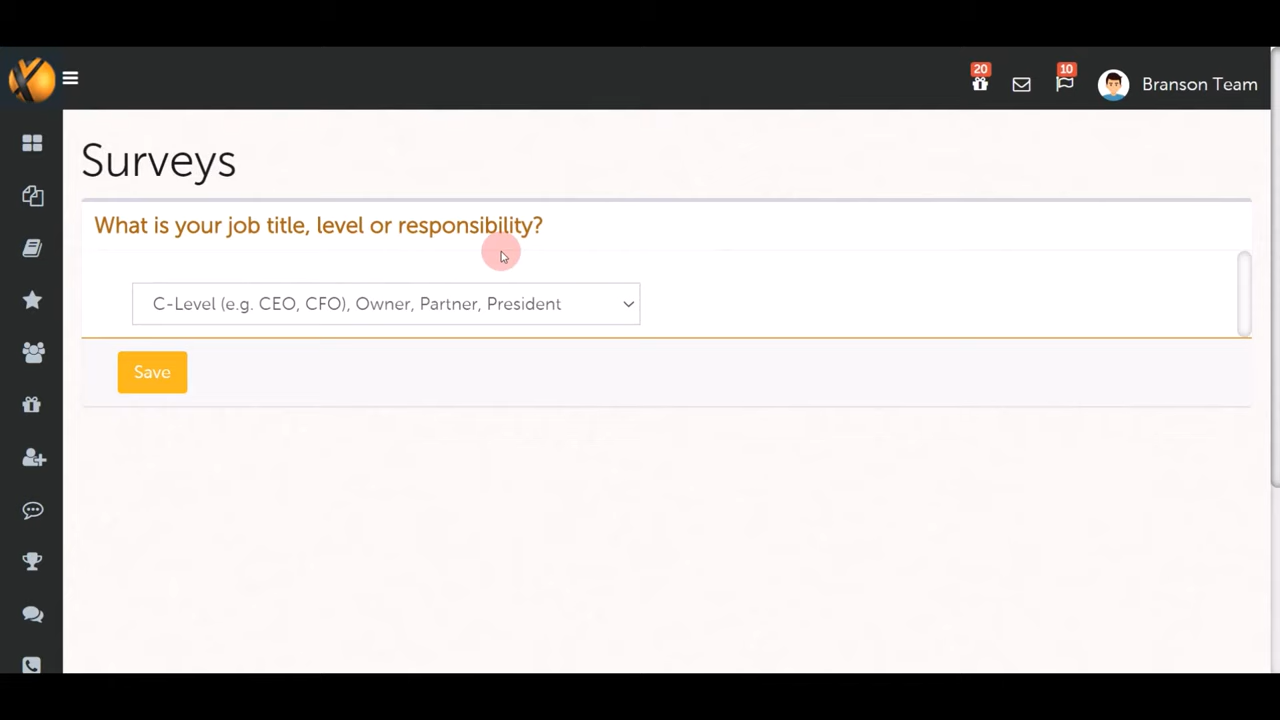 20
10
Branson Team
Surveys
What is your job title, level or responsibility?
C-Level (e.g. CEO, CFO), Owner, Partner, President
Save